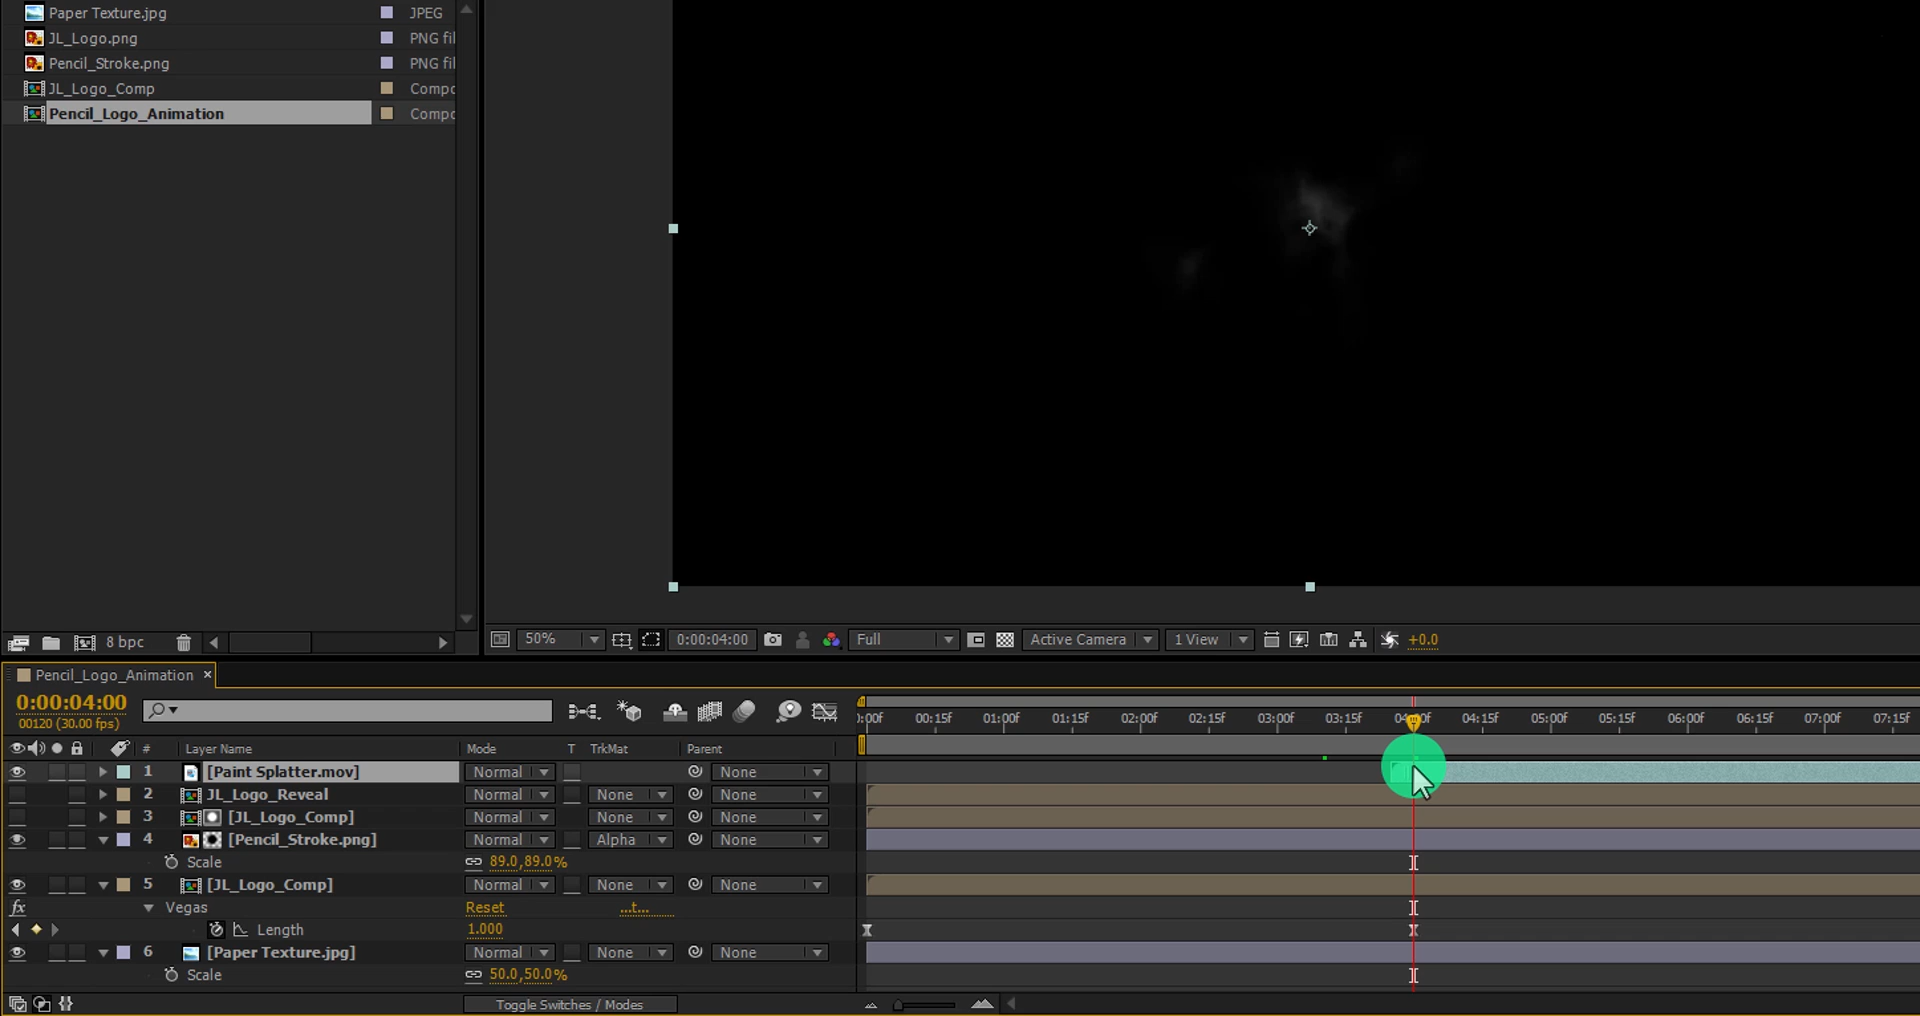 Paper Texture.jpg JPEG
JL_Logo.png PNG fil
Pencil_Stroke.png PNG fil
JL_Logo_Comp Compo
Pencil_Logo_Animation Compo
8 bpc
50% 0:00:04:00 Full Active Camera 1 View +0.0
Pencil_Logo_Animation ×
0:00:04:00
00120 (30.00 fps)
):00f 00:15f 01:00f 01:15f 02:00f 02:15f 03:00f 03:15f 04:00f 04:15f 05:00f 05:15f 06:00f 06:15f 07:00f 07:15f
# Layer Name Mode T TrkMat Parent
1 [Paint Splatter.mov] Normal None
2 JL_Logo_Reveal Normal None None
3 [JL_Logo_Comp] Normal None None
4 [Pencil_Stroke.png] Normal Alpha None
Scale 89.0,89.0%
5 [JL_Logo_Comp] Normal None None
fx Vegas Reset ...t...
Length 1.000
6 [Paper Texture.jpg] Normal None None
Scale 50.0,50.0%
Toggle Switches / Modes